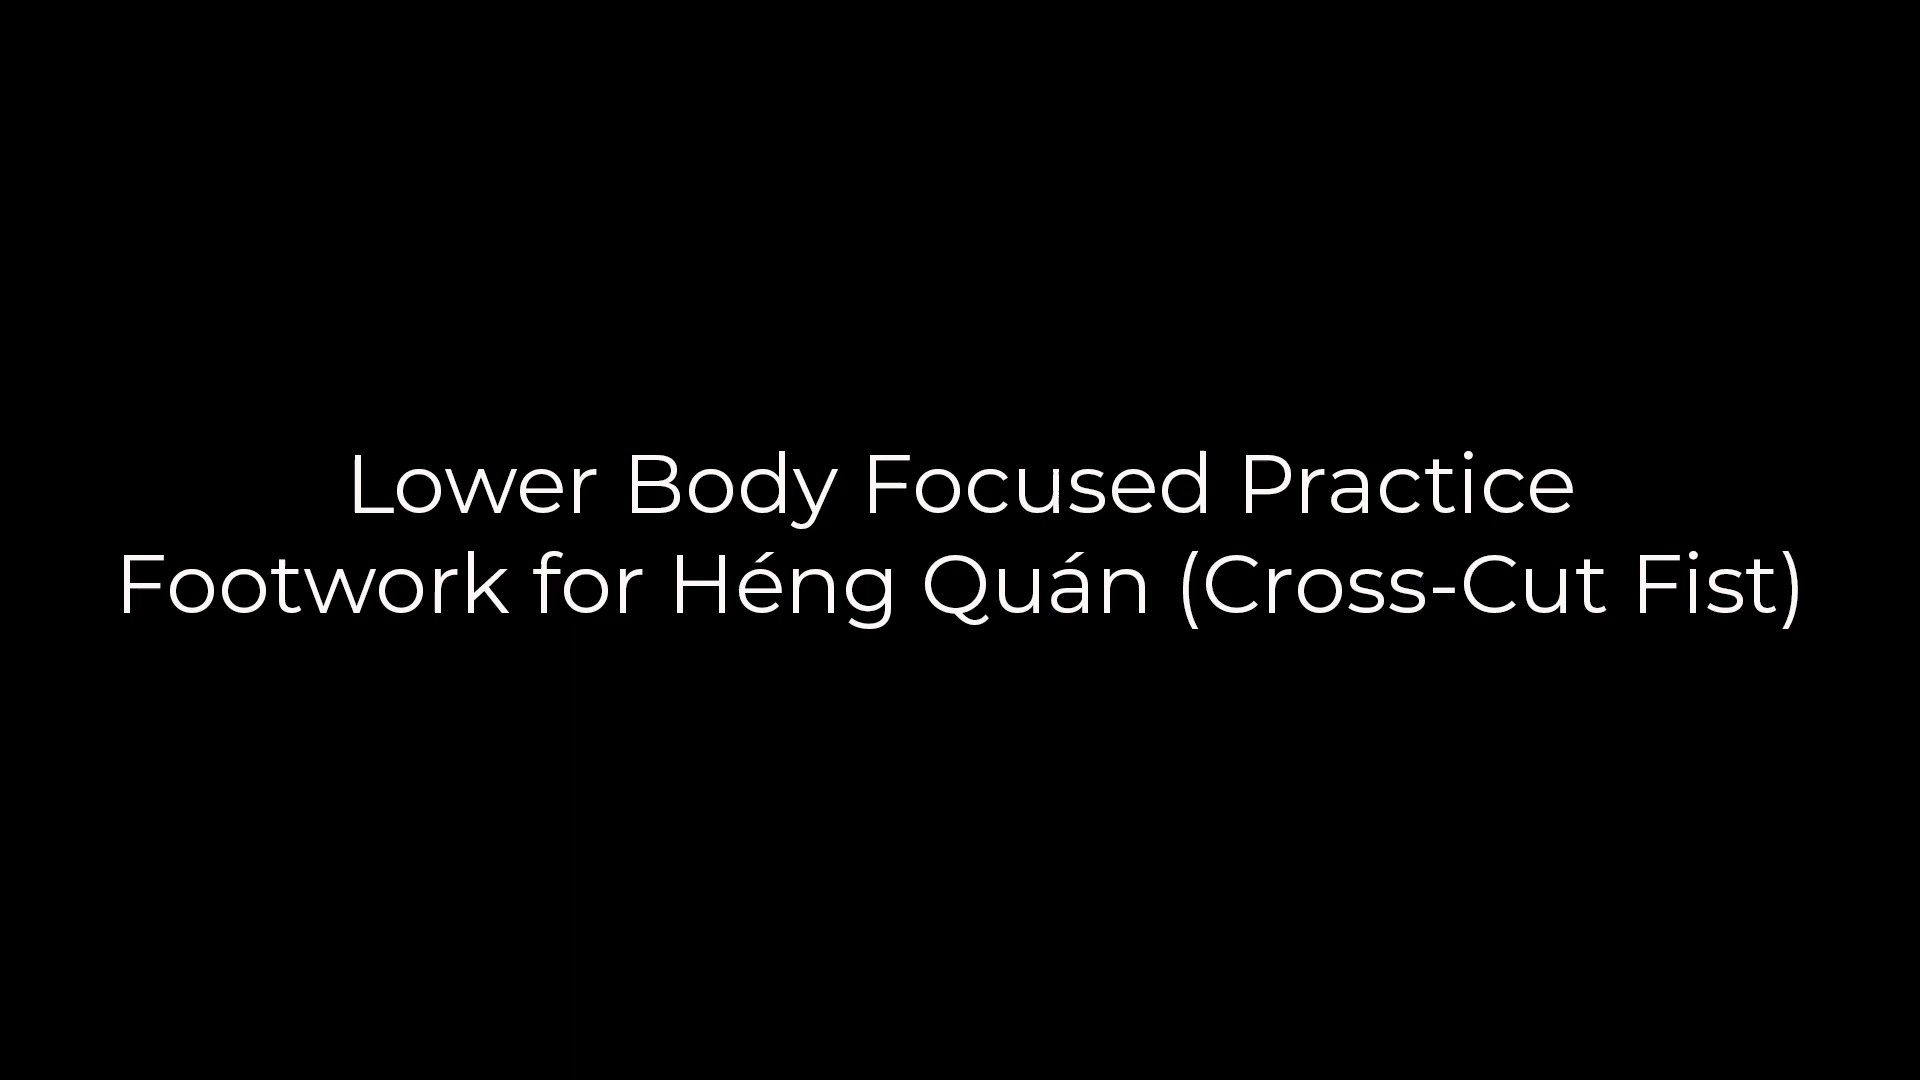 Lower Body Focused Practice
Footwork for Héng Quán (Cross-Cut Fist)